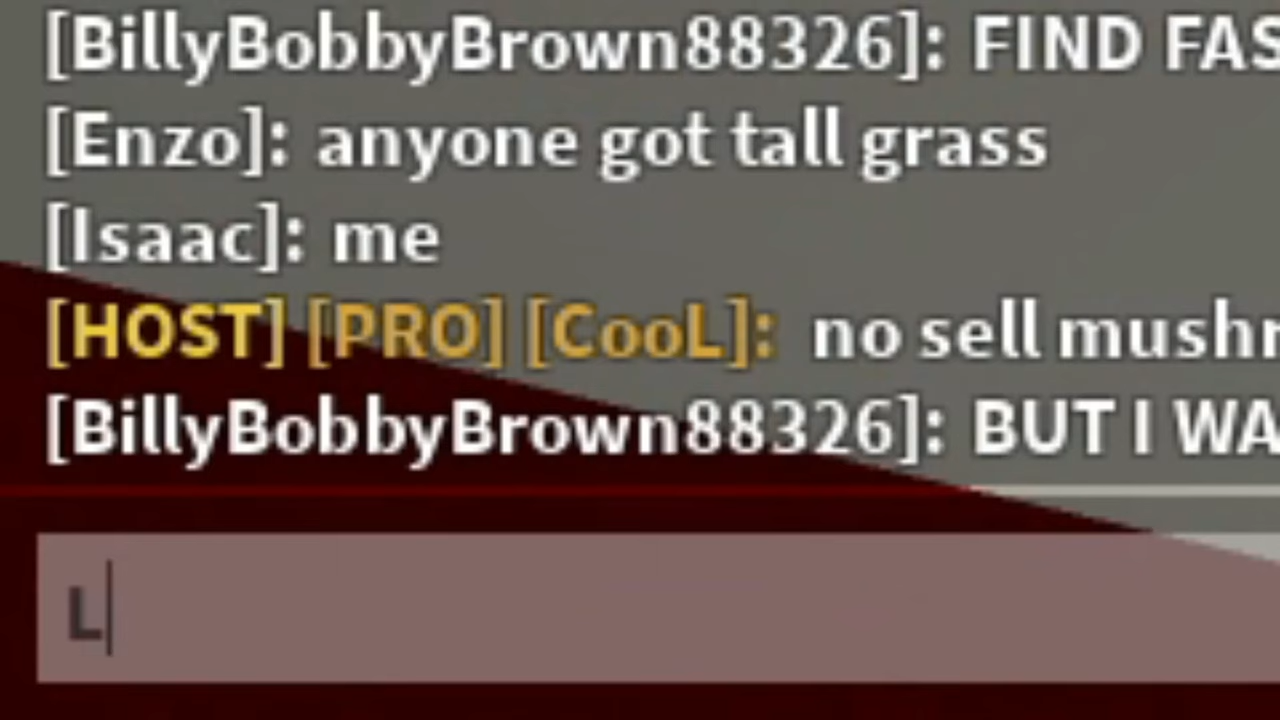 [BillyBobbyBrown88326]: FIND FAS
[Enzo]: anyone got tall grass
[Isaac]: me
[HOST] [PRO] [CooL]: no sell mushr
[BillyBobbyBrown88326]: BUT I WA
L